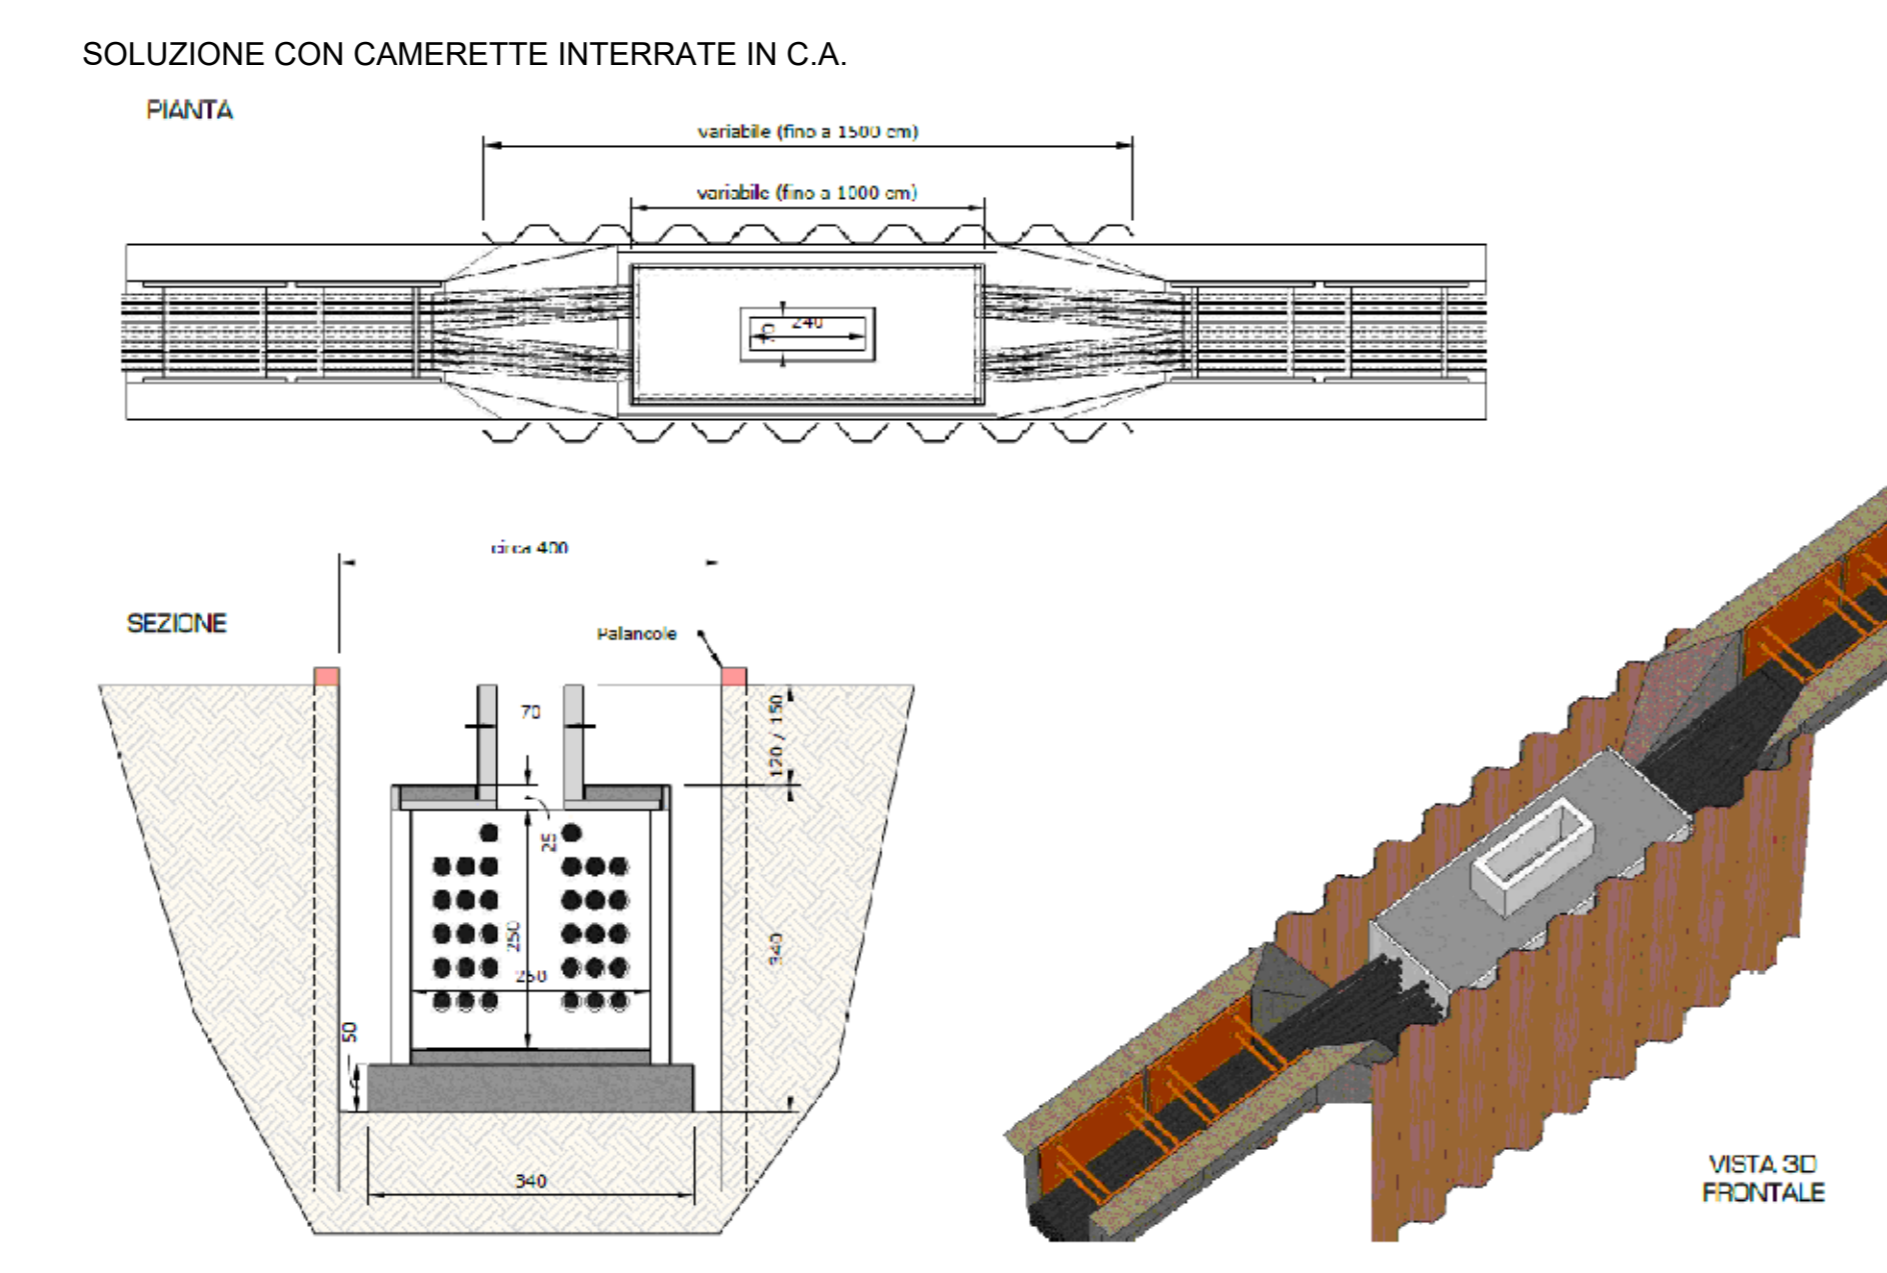 SOLUZIONE CON CAMERETTE INTERRATE IN C.A.
PIANTA
variabile (fino a 1500 cm)
variabile (fino a 1000 cm)
240
70
circa 400
SEZIONE
Palancole
70
120 / 150
25
250
250
340
50
340
VISTA 3D
FRONTALE